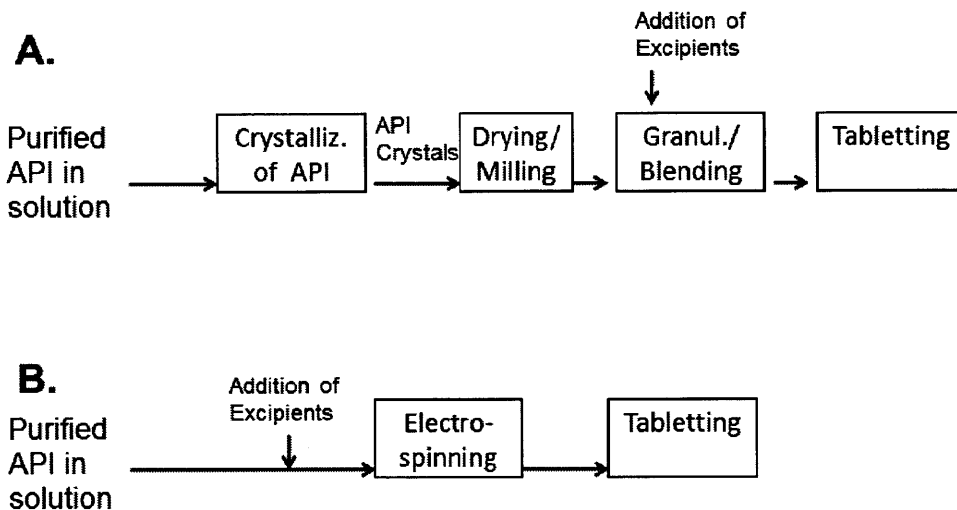 A.
Addition of
Excipients
Purified
API in
solution
Crystalliz.
of API
API
Crystals
Drying/
Milling
Granul./
Blending
Tabletting
B.
Addition of
Excipients
Purified
API in
solution
Electro-
spinning
Tabletting